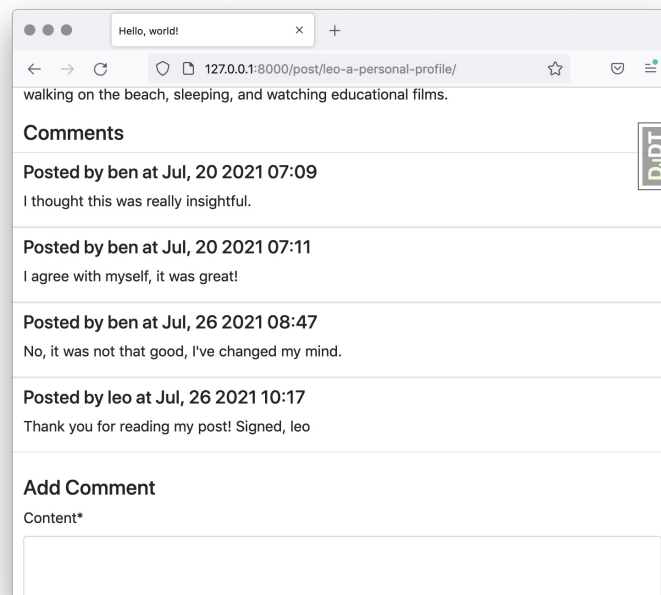 Hello, world!
127.0.0.1:8000/post/leo-a-personal-profile/
walking on the beach, sleeping, and watching educational films.
Comments
DJDT
Posted by ben at Jul, 20 2021 07:09
I thought this was really insightful.
Posted by ben at Jul, 20 2021 07:11
I agree with myself, it was great!
Posted by ben at Jul, 26 2021 08:47
No, it was not that good, I've changed my mind.
Posted by leo at Jul, 26 2021 10:17
Thank you for reading my post! Signed, leo
Add Comment
Content*